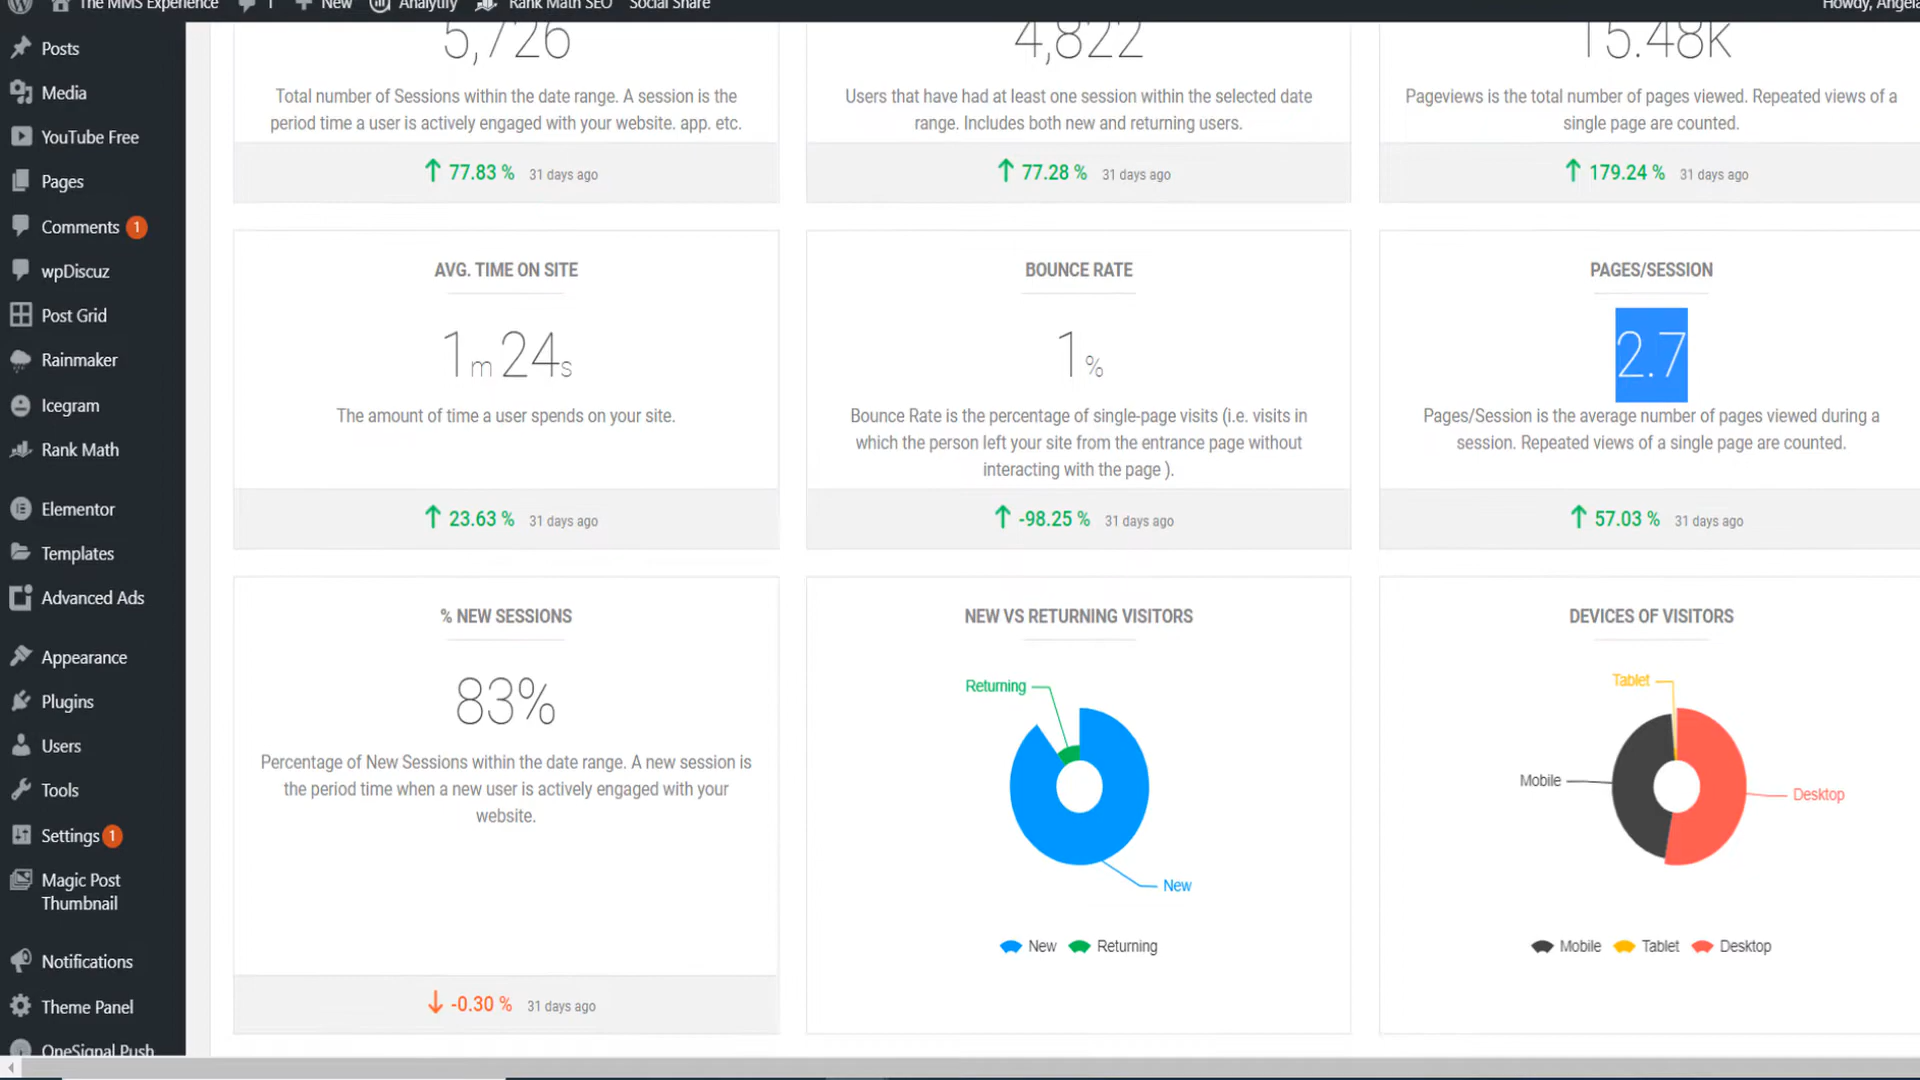 The MMS Experience 1 New Analytify Rank Math SEO Social Share Howdy, Angela
Posts
Media
YouTube Free
Pages
Comments 1
wpDiscuz
Post Grid
Rainmaker
Icegram
Rank Math
Elementor
Templates
Advanced Ads
Appearance
Plugins
Users
Tools
Settings 1
Magic Post
Thumbnail
Notifications
Theme Panel
OneSignal Push
5,726
Total number of Sessions within the date range. A session is the
period time a user is actively engaged with your website. app. etc.
77.83 % 31 days ago
4,822
Users that have had at least one session within the selected date
range. Includes both new and returning users.
77.28 % 31 days ago
15.48k
Pageviews is the total number of pages viewed. Repeated views of a
single page are counted.
179.24 % 31 days ago
AVG. TIME ON SITE
1 m 24 s
The amount of time a user spends on your site.
23.63 % 31 days ago
BOUNCE RATE
1 %
Bounce Rate is the percentage of single-page visits (i.e. visits in
which the person left your site from the entrance page without
interacting with the page ).
-98.25 % 31 days ago
PAGES/SESSION
2.7
Pages/Session is the average number of pages viewed during a
session. Repeated views of a single page are counted.
57.03 % 31 days ago
% NEW SESSIONS
83%
Percentage of New Sessions within the date range. A new session is
the period time when a new user is actively engaged with your
website.
-0.30 % 31 days ago
NEW VS RETURNING VISITORS
Returning
New
New Returning
DEVICES OF VISITORS
Tablet
Mobile
Desktop
Mobile Tablet Desktop